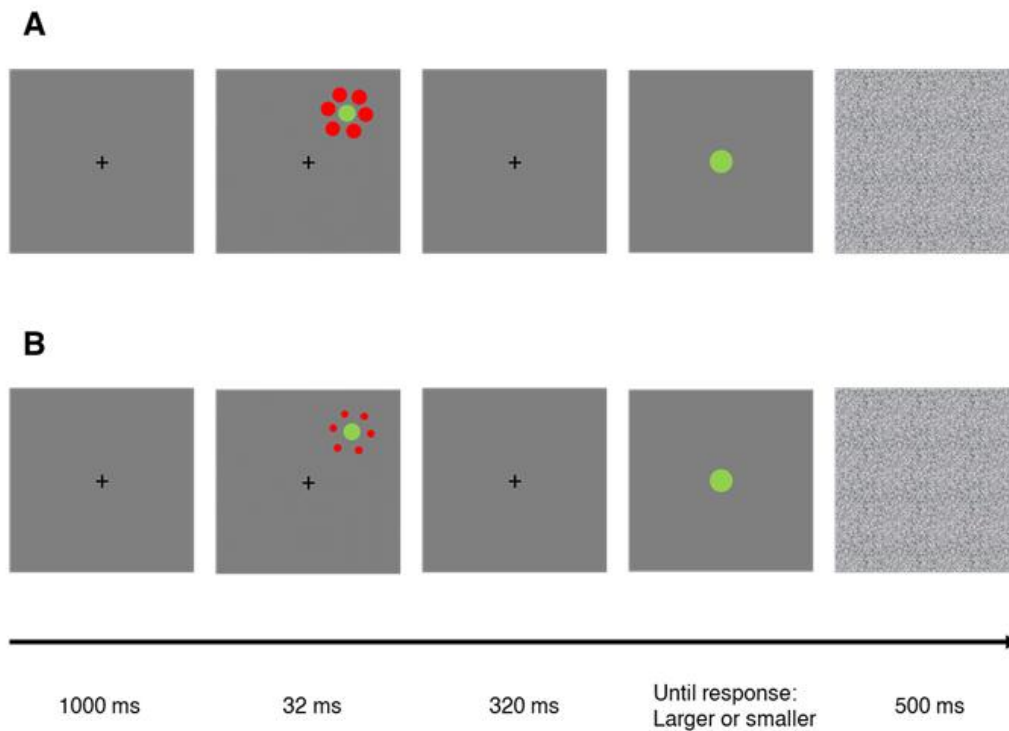 A
B
1000 ms
32 ms
320 ms
Until response:
Larger or smaller
500 ms